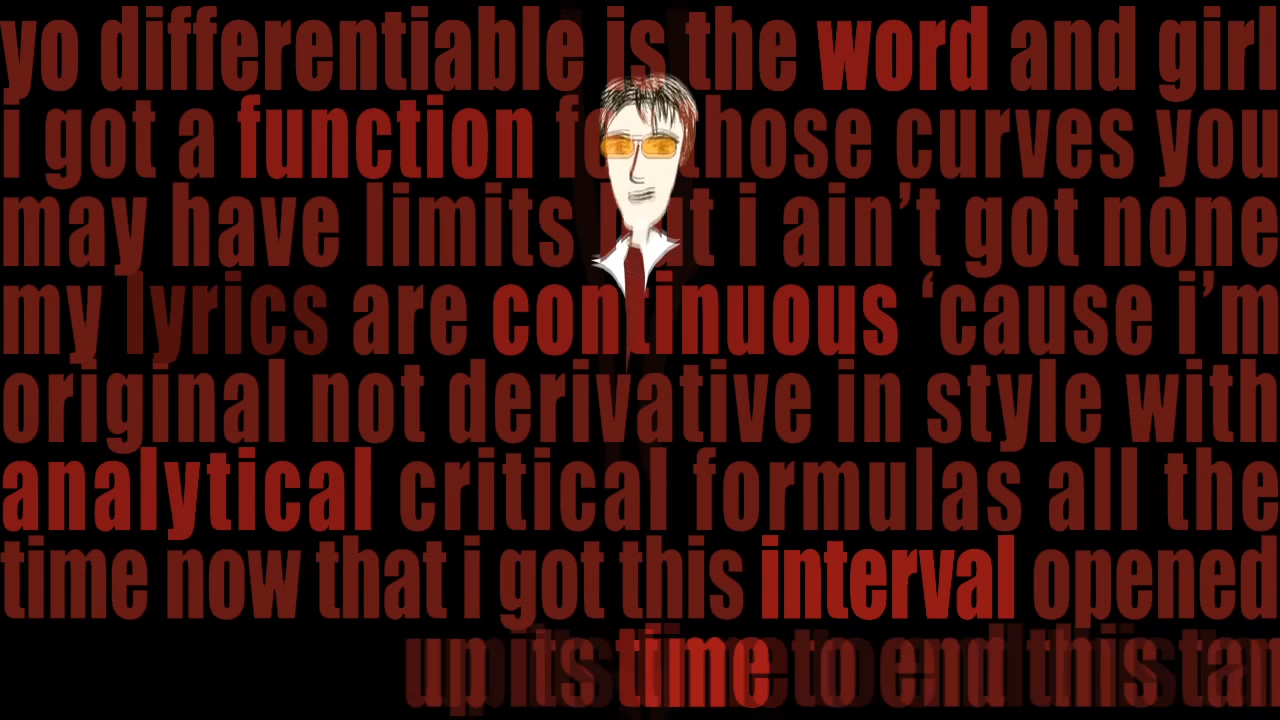 yo differentiable is the word and girl
i got a function for those curves you
may have limits but i ain't got none
my lyrics are continuous ‘cause i'm
original not derivative in style with
analytical critical formulas all the
time now that i got this interval opened
up its time to end this